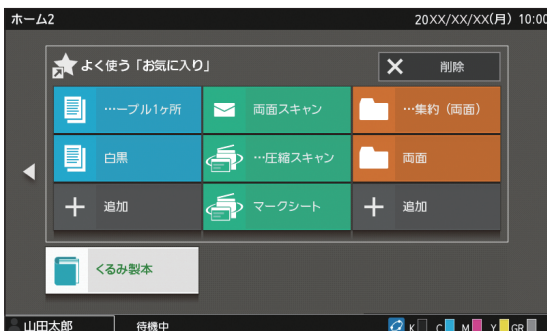 ホーム2 20XX/XX/XX(月) 10:00
よく使う「お気に入り」 削除
…ープル1ヶ所 両面スキャン …集約（両面）
白黒 …圧縮スキャン 両面
追加 マークシート 追加
くるみ製本
山田太郎 待機中 K C M Y GR